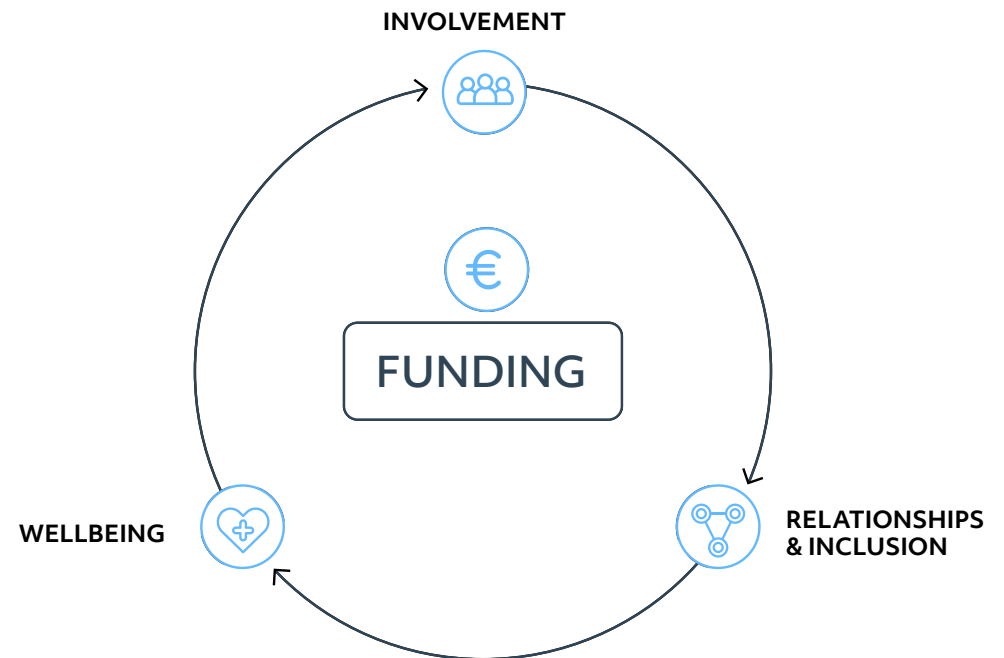 INVOLVEMENT
€
FUNDING
WELLBEING
RELATIONSHIPS
& INCLUSION